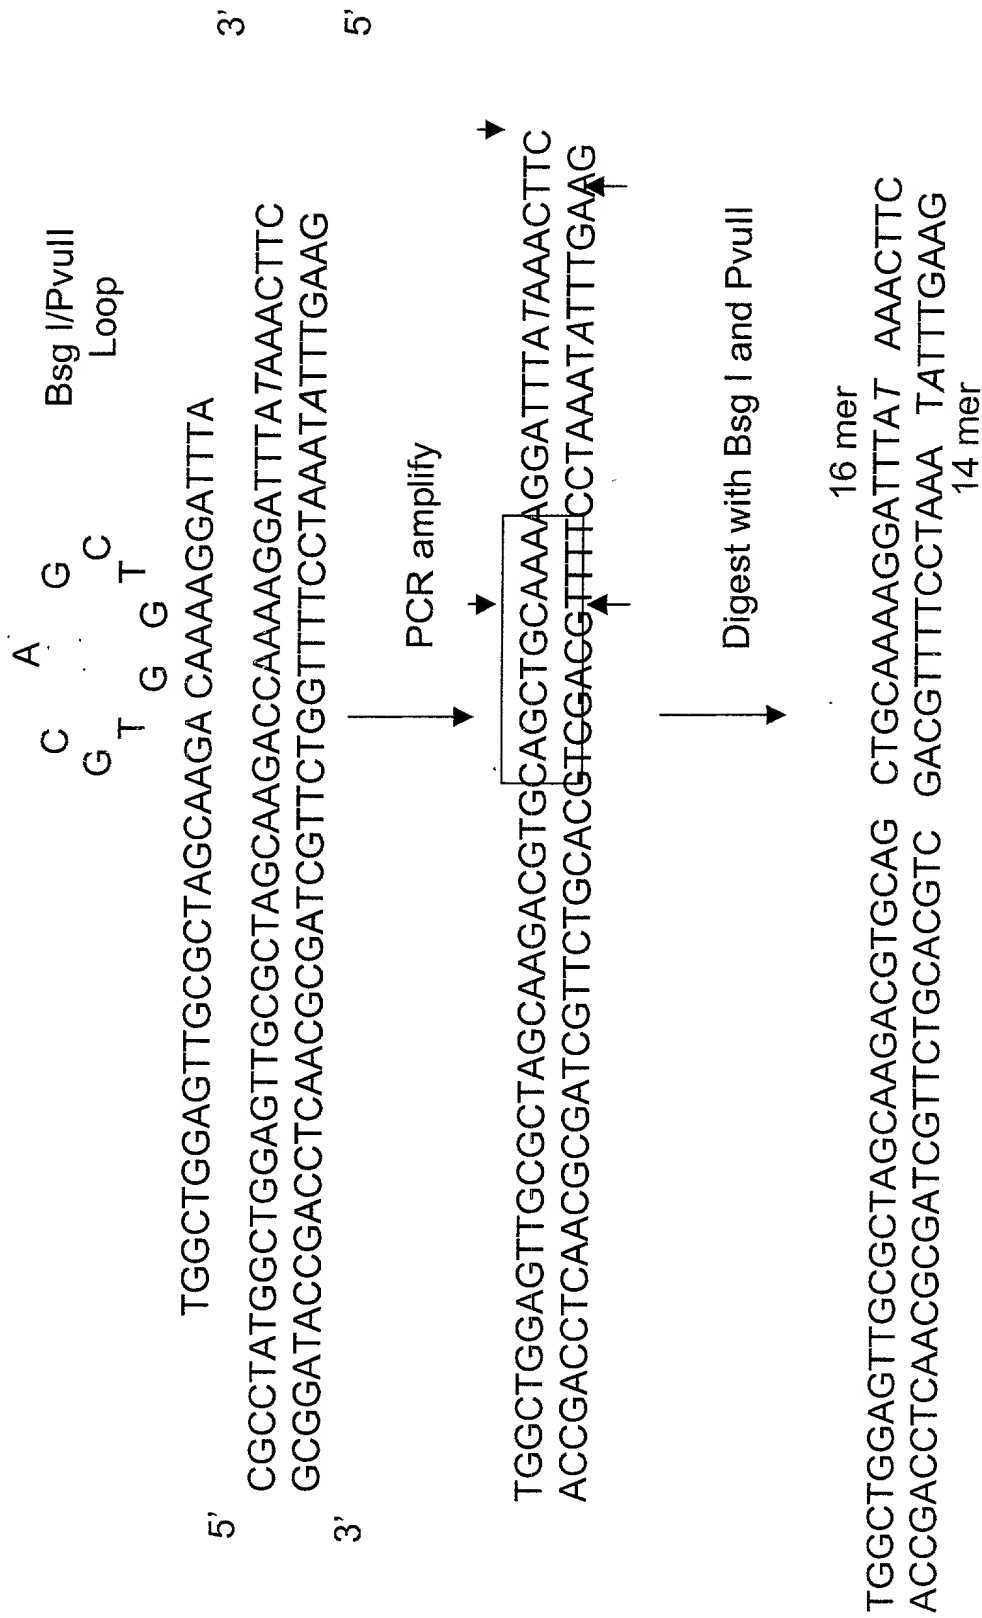 A
C G
Bsg I/PvuII
G C
Loop
T T
G G
TGGCTGGAGTTGCGCTAGCAAGA CAAAAGGATTTA
5' 3'
CGCCTATGGCTGGAGTTGCGCTAGCAAGACCAAAAGGATTTATAAACTTC
GCGGATACCGACCTCAACGCGATCGTTCTGGTTTTCCTAAATATTTGAAG
3' 5'
PCR amplify
TGGCTGGAGTTGCGCTAGCAAGACGTGCAGCTGCAAAAGGATTTATAAACTTC
ACCGACCTCAACGCGATCGTTCTGCACGTCGACGTTTTCCTAAATATTTGAAG
Digest with Bsg I and PvuII
16 mer
TGGCTGGAGTTGCGCTAGCAAGACGTGCAG CTGCAAAAGGATTTAT AAACTTC
ACCGACCTCAACGCGATCGTTCTGCACGTC GACGTTTTCCTAAA TATTTGAAG
14 mer